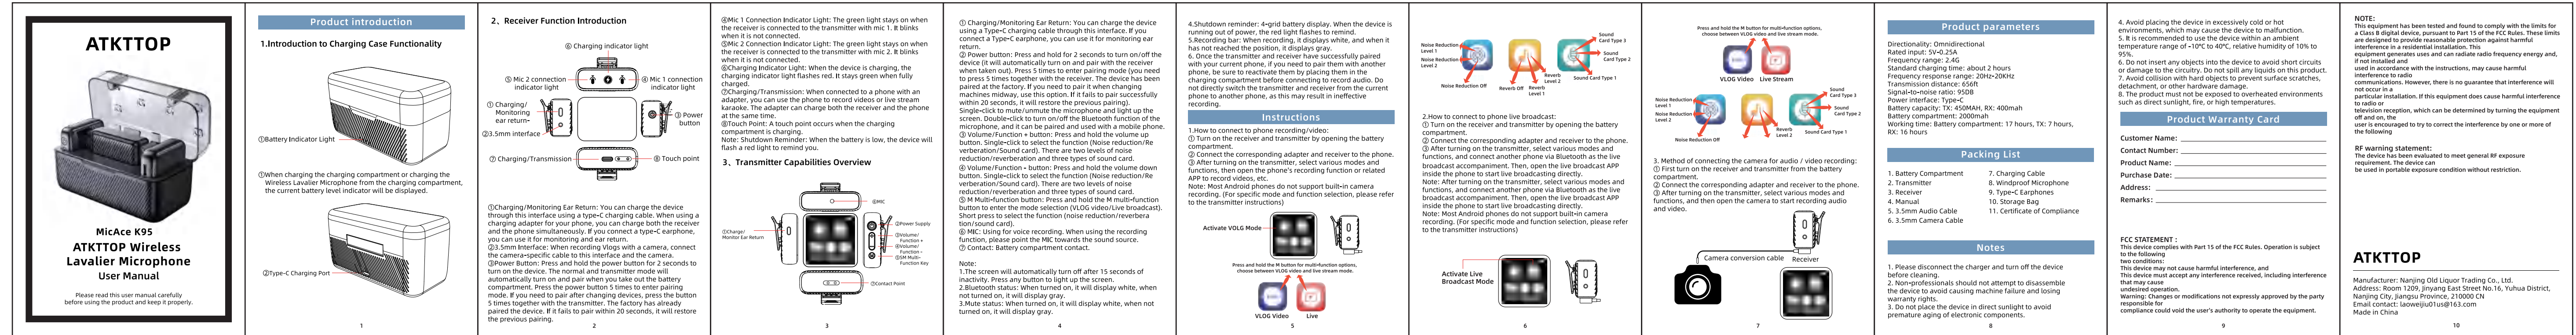 ATKTTOP
MicAce K95
ATKTTOP Wireless
Lavalier Microphone
User Manual
Please read this user manual carefully
before using the product and keep it properly.
Product introduction
1.Introduction to Charging Case Functionality
①Battery Indicator Light
①When charging the charging compartment or charging the
Wireless Lavalier Microphone from the charging compartment,
the current battery level indicator will be displayed.
②Type-C Charging Port
1
2、Receiver Function Introduction
⑥ Charging indicator light
⑤ Mic 2 connection
indicator light
④ Mic 1 connection
indicator light
① Charging/
Monitoring
ear return-
③ Power
button
②3.5mm interface
⑦ Charging/Transmission
⑧ Touch point
①Charging/Monitoring Ear Return: You can charge the device
through this interface using a type-C charging cable. When using a
charging adapter for your phone, you can charge both the receiver
and the phone simultaneously. If you connect a type-C earphone,
you can use it for monitoring and ear return.
②3.5mm Interface: When recording Vlogs with a camera, connect
the camera-specific cable to this interface and the camera.
③Power Button: Press and hold the power button for 2 seconds to
turn on the device. The normal and transmitter mode will
automatically turn on and pair when you take out the battery
compartment. Press the power button 5 times to enter pairing
mode. If you need to pair after changing devices, press the button
5 times together with the transmitter. The factory has already
paired the device. If it fails to pair within 20 seconds, it will restore
the previous pairing.
2
④Mic 1 Connection Indicator Light: The green light stays on when
the receiver is connected to the transmitter with mic 1. It blinks
when it is not connected.
⑤Mic 2 Connection Indicator Light: The green light stays on when
the receiver is connected to the transmitter with mic 2. It blinks
when it is not connected.
⑥Charging Indicator Light: When the device is charging, the
charging indicator light flashes red. It stays green when fully
charged.
⑦Charging/Transmission: When connected to a phone with an
adapter, you can use the phone to record videos or live stream
karaoke. The adapter can charge both the receiver and the phone
at the same time.
⑧Touch Point: A touch point occurs when the charging
compartment is charging.
Note: Shutdown Reminder: When the battery is low, the device will
flash a red light to remind you.
3、Transmitter Capabilities Overview
⑥MIC
①Charge/
Monitor Ear Return
②Power Supply
③Volume/
Function +
④Volume/
Function -
⑤SM Multi-
Function Key
⑦Contact Point
3
① Charging/Monitoring Ear Return: You can charge the device
using a Type-C charging cable through this interface. If you
connect a Type-C earphone, you can use it for monitoring ear
return.
② Power button: Press and hold for 2 seconds to turn on/off the
device (it will automatically turn on and pair with the receiver
when taken out). Press 5 times to enter pairing mode (you need
to press 5 times together with the receiver. The device has been
paired at the factory. If you need to pair it when changing
machines midway, use this option. If it fails to pair successfully
within 20 seconds, it will restore the previous pairing).
Single-click to mute/unmute the microphone and light up the
screen. Double-click to turn on/off the Bluetooth function of the
microphone, and it can be paired and used with a mobile phone.
③ Volume/Function + button: Press and hold the volume up
button. Single-click to select the function (Noise reduction/Re
verberation/Sound card). There are two levels of noise
reduction/reverberation and three types of sound card.
④ Volume/Function - button: Press and hold the volume down
button. Single-click to select the function (Noise reduction/Re
verberation/Sound card). There are two levels of noise
reduction/reverberation and three types of sound card.
⑤ M Multi-function button: Press and hold the M multi-function
button to enter the mode selection (VLOG video/Live broadcast).
Short press to select the function (noise reduction/reverbera
tion/sound card).
⑥ MIC: Using for voice recording. When using the recording
function, please point the MIC towards the sound source.
⑦ Contact: Battery compartment contact.
Note:
1.The screen will automatically turn off after 15 seconds of
inactivity. Press any button to light up the screen.
2.Bluetooth status: When turned on, it will display white, when
not turned on, it will display gray.
3.Mute status: When turned on, it will display white, when not
turned on, it will display gray.
4
4.Shutdown reminder: 4-grid battery display. When the device is
running out of power, the red light flashes to remind.
5.Recording bar: When recording, it displays white, and when it
has not reached the position, it displays gray.
6. Once the transmitter and receiver have successfully paired
with your current phone, if you need to pair them with another
phone, be sure to reactivate them by placing them in the
charging compartment before connecting to record audio. Do
not directly switch the transmitter and receiver from the current
phone to another phone, as this may result in ineffective
recording.
Instructions
1.How to connect to phone recording/video:
① Turn on the receiver and transmitter by opening the battery
compartment.
② Connect the corresponding adapter and receiver to the phone.
③ After turning on the transmitter, select various modes and
functions, then open the phone's recording function or related
APP to record videos, etc.
Note: Most Android phones do not support built-in camera
recording. (For specific mode and function selection, please refer
to the transmitter instructions)
Activate VOLG Mode
Press and hold the M button for multi-function options,
choose between VLOG video and live stream mode.
VLOG Video
Live
5
Noise Reduction
Level 1
Noise Reduction
Level 2
Noise Reduction Off
Reverb Off
Reverb
Level 1
Reverb
Level 2
Sound
Card Type 3
Sound
Card Type 2
Sound Card Type 1
2.How to connect to phone live broadcast:
① Turn on the receiver and transmitter by opening the battery
compartment.
② Connect the corresponding adapter and receiver to the phone.
③ After turning on the transmitter, select various modes and
functions, and connect another phone via Bluetooth as the live
broadcast accompaniment. Then, open the live broadcast APP
inside the phone to start live broadcasting directly.
Note: After turning on the transmitter, select various modes and
functions, and connect another phone via Bluetooth as the live
broadcast accompaniment. Then, open the live broadcast APP
inside the phone to start live broadcasting directly.
Note: Most Android phones do not support built-in camera
recording. (For specific mode and function selection, please refer
to the transmitter instructions)
Activate Live
Broadcast Mode
6
Press and hold the M button for multi-function options,
choose between VLOG video and live stream mode.
VLOG Video
Live Stream
Noise Reduction
Level 1
Noise Reduction
Level 2
Noise Reduction Off
Reverb
Level 2
Sound
Card Type 3
Sound
Card Type 2
Sound Card Type 1
3. Method of connecting the camera for audio / video recording:
① First turn on the receiver and transmitter from the battery
compartment.
② Connect the corresponding adapter and receiver to the phone.
③ After turning on the transmitter, select various modes and
functions, and then open the camera to start recording audio
and video.
Camera conversion cable
Receiver
7
Product parameters
Directionality: Omnidirectional
Rated input: 5V⎓0.25A
Frequency range: 2.4G
Standard charging time: about 2 hours
Frequency response range: 20Hz-20KHz
Transmission distance: 656ft
Signal-to-noise ratio: 95DB
Power interface: Type-C
Battery capacity: TX: 450MAH, RX: 400mah
Battery compartment: 2000mah
Working time: Battery compartment: 17 hours, TX: 7 hours,
RX: 16 hours
Packing List
1. Battery Compartment
2. Transmitter
3. Receiver
4. Manual
5. 3.5mm Audio Cable
6. 3.5mm Camera Cable
7. Charging Cable
8. Windproof Microphone
9. Type-C Earphones
10. Storage Bag
11. Certificate of Compliance
Notes
1. Please disconnect the charger and turn off the device
before cleaning.
2. Non-professionals should not attempt to disassemble
the device to avoid causing machine failure and losing
warranty rights.
3. Do not place the device in direct sunlight to avoid
premature aging of electronic components.
8
4. Avoid placing the device in excessively cold or hot
environments, which may cause the device to malfunction.
5. It is recommended to use the device within an ambient
temperature range of -10°C to 40°C, relative humidity of 10% to
95%.
6. Do not insert any objects into the device to avoid short circuits
or damage to the circuitry. Do not spill any liquids on this product.
7. Avoid collision with hard objects to prevent surface scratches,
detachment, or other hardware damage.
8. The product must not be exposed to overheated environments
such as direct sunlight, fire, or high temperatures.
Product Warranty Card
Customer Name:
Contact Number:
Product Name:
Purchase Date:
Address:
Remarks:
FCC STATEMENT :
This device complies with Part 15 of the FCC Rules. Operation is subject
to the following
two conditions:
This device may not cause harmful interference, and
This device must accept any interference received, including interference
that may cause
undesired operation.
Warning: Changes or modifications not expressly approved by the party
responsible for
compliance could void the user's authority to operate the equipment.
9
NOTE:
This equipment has been tested and found to comply with the limits for
a Class B digital device, pursuant to Part 15 of the FCC Rules. These limits
are designed to provide reasonable protection against harmful
interference in a residential installation. This
equipment generates uses and can radiate radio frequency energy and,
if not installed and
used in accordance with the instructions, may cause harmful
interference to radio
communications. However, there is no guarantee that interference will
not occur in a
particular installation. If this equipment does cause harmful interference
to radio or
television reception, which can be determined by turning the equipment
off and on, the
user is encouraged to try to correct the interference by one or more of
the following
RF warning statement:
The device has been evaluated to meet general RF exposure
requirement. The device can
be used in portable exposure condition without restriction.
ATKTTOP
Manufacturer: Nanjing Old Liquor Trading Co., Ltd.
Address: Room 1209, Jinyang East Street No.16, Yuhua District,
Nanjing City, Jiangsu Province, 210000 CN
Email contact: laoweijiu01us@163.com
Made in China
10